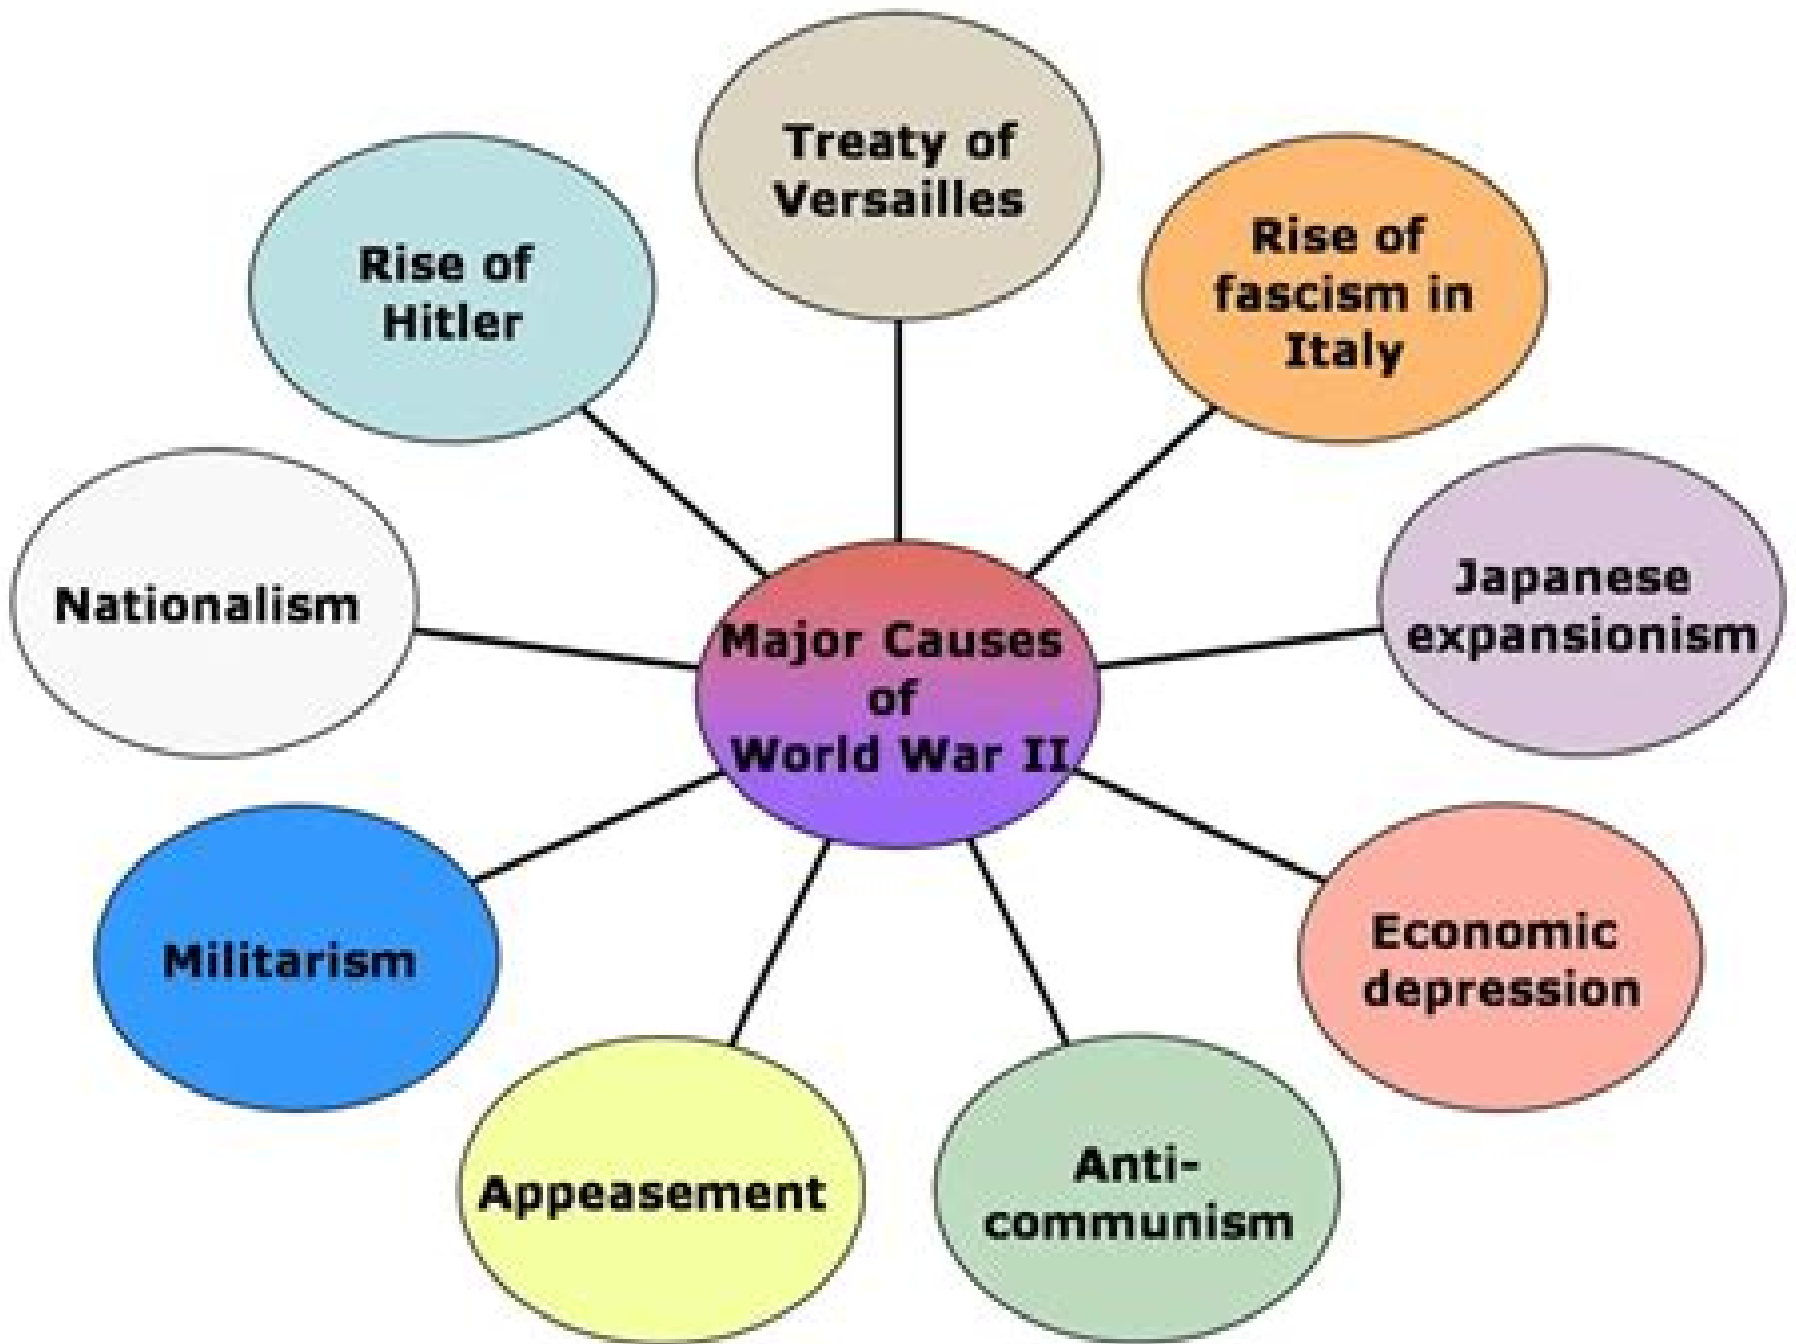 Treaty of
Versailles
Rise of
fascism in
Italy
Japanese
expansionism
Economic
depression
Anti-
communism
Appeasement
Militarism
Nationalism
Rise of
Hitler
Major Causes
of
World War II